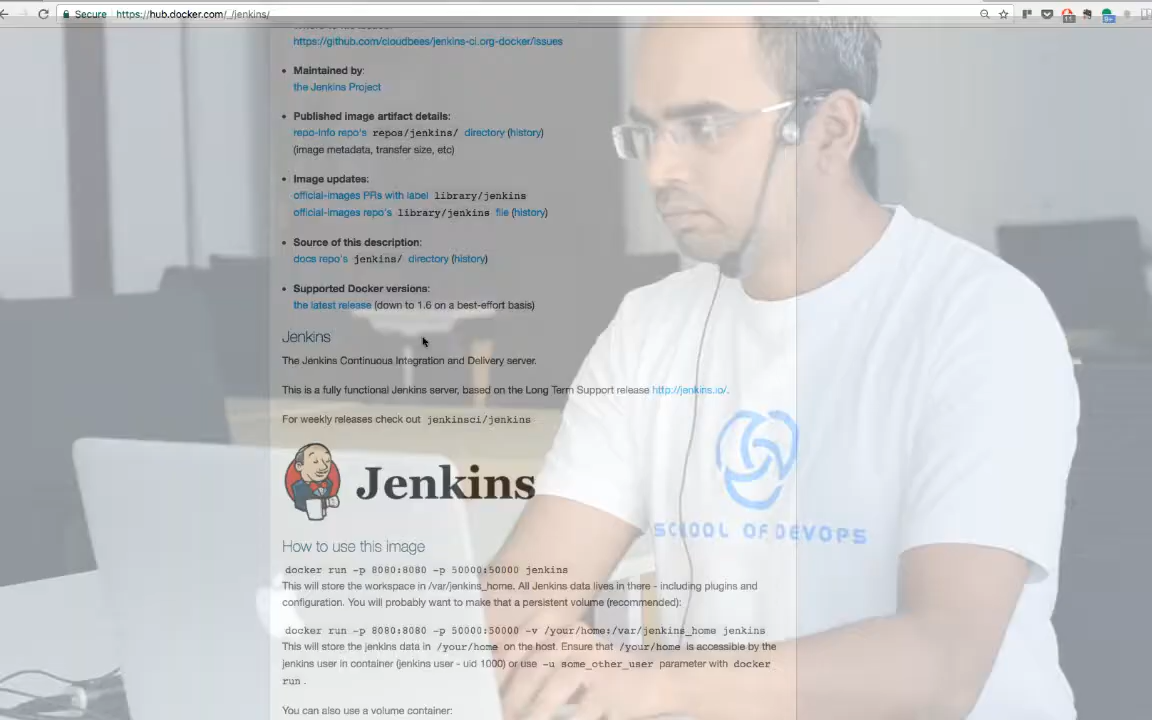 Secure https://hub.docker.com/_/jenkins/
https://github.com/cloudbees/jenkins-ci.org-docker/issues
• Maintained by:
the Jenkins Project
• Published image artifact details:
repo-info repo's repos/jenkins/ directory (history)
(image metadata, transfer size, etc)
• Image updates:
official-images PRs with label library/jenkins
official-images repo's library/jenkins file (history)
• Source of this description:
docs repo's jenkins/ directory (history)
• Supported Docker versions:
the latest release (down to 1.6 on a best-effort basis)
Jenkins
The Jenkins Continuous Integration and Delivery server.
This is a fully functional Jenkins server, based on the Long Term Support release http://jenkins.io/.
For weekly releases check out jenkinsci/jenkins
Jenkins
SCHOOL OF DEVOPS
How to use this image
docker run -p 8080:8080 -p 50000:50000 jenkins
This will store the workspace in /var/jenkins_home. All Jenkins data lives in there - including plugins and
configuration. You will probably want to make that a persistent volume (recommended):
docker run -p 8080:8080 -p 50000:50000 -v /your/home:/var/jenkins_home jenkins
This will store the jenkins data in /your/home on the host. Ensure that /your/home is accessible by the
jenkins user in container (jenkins user - uid 1000) or use -u some_other_user parameter with docker
run .
You can also use a volume container: